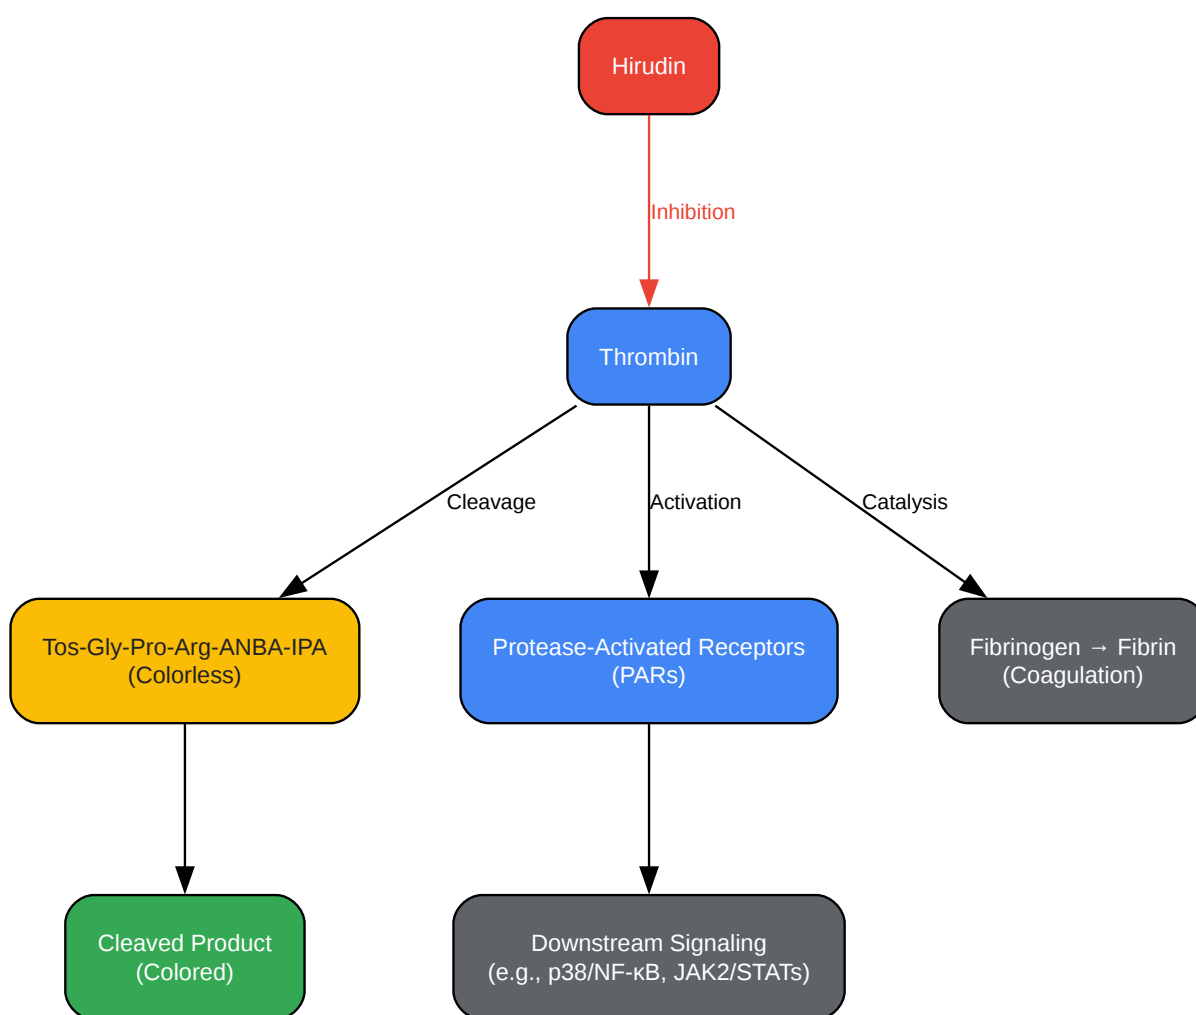 Hirudin
Inhibition
Thrombin
Cleavage
Activation
Catalysis
Tos-Gly-Pro-Arg-ANBA-IPA
(Colorless)
Protease-Activated Receptors
(PARs)
Fibrinogen → Fibrin
(Coagulation)
Cleaved Product
(Colored)
Downstream Signaling
(e.g., p38/NF-κB, JAK2/STATs)